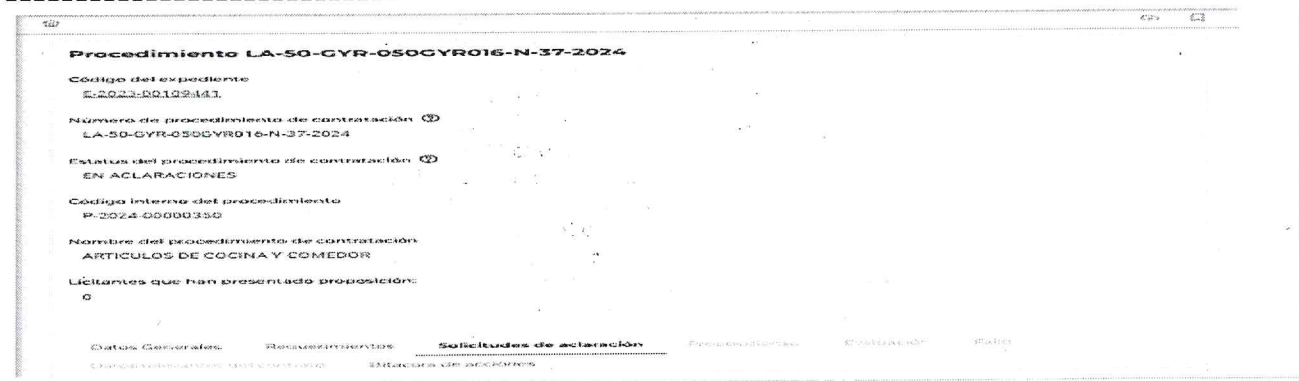 Procedimiento LA-50-GYR-050GYR016-N-37-2024
Código del expediente
E-2023-00109441
Número de procedimiento de contratación
LA-50-GYR-050GYR016-N-37-2024
Estatus del procedimiento de contratación
EN ACLARACIONES
Código interno del procedimiento
P-2024-00000350
Nombre del procedimiento de contratación
ARTICULOS DE COCINA Y COMEDOR
Licitantes que han presentado proposición:
0
Datos Generales Requerimientos Solicitudes de aclaración Evaluación Fallo
Bitácora de acciones